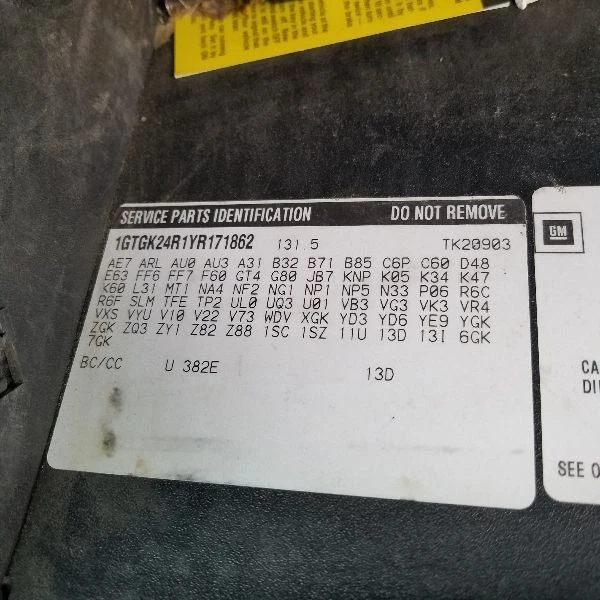 SERVICE PARTS IDENTIFICATION DO NOT REMOVE
1GTGK24R1YR171862 131.5 TK20903
AE7 ARL AU0 AU3 A31 B32 B71 B85 C6P C60 D48
E63 FF6 FF7 F60 GT4 G80 JB7 KNP K05 K34 K47
K60 L31 MT1 NA4 NF2 NG1 NP1 NP5 N33 P06 R6C
R6F SLM TFE TP2 UL0 UQ3 U01 VB3 VG3 VK3 VR4
VXS VYU V10 V22 V73 WDV XGK YD3 YD6 YE9 YGK
ZGK ZQ3 ZY1 Z82 Z88 1SC 1SZ 11U 13D 13I 6GK
7GK
BC/CC U 382E 13D
GM
CA
DI
SEE O